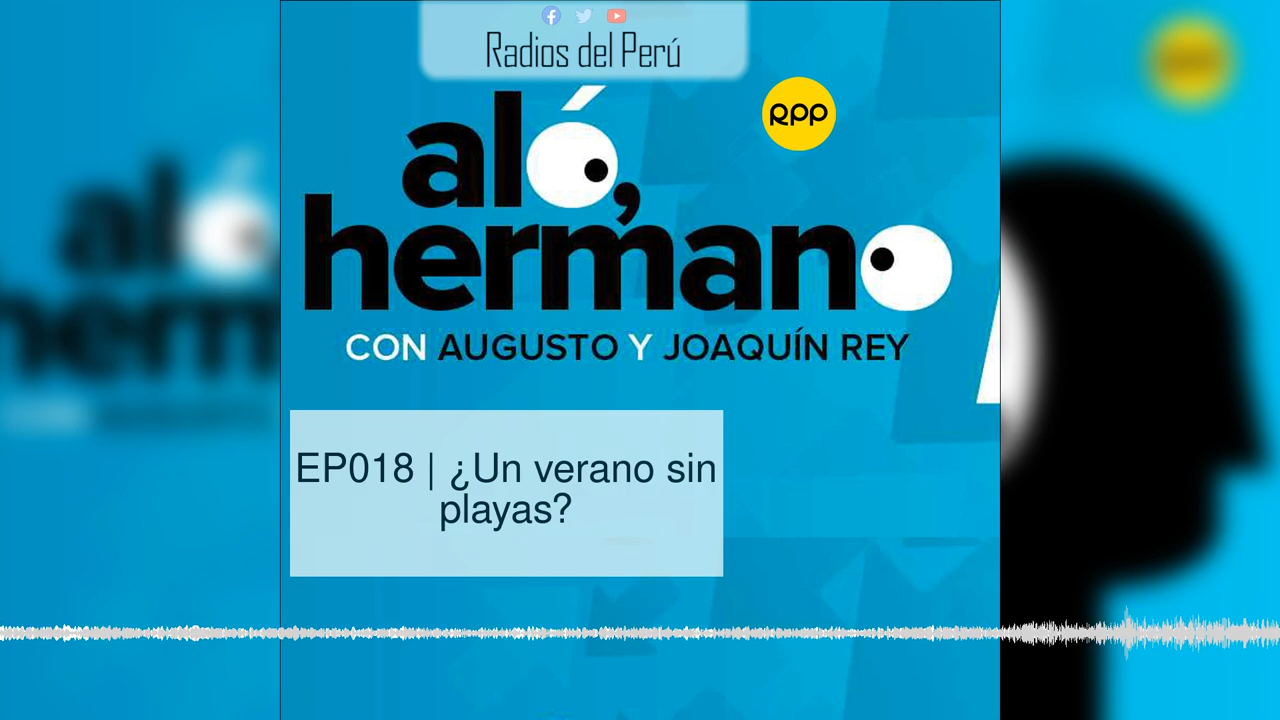 Radios del Perú
RPP
aló,
hermano
CON AUGUSTO Y JOAQUÍN REY
EP018 | ¿Un verano sin
playas?